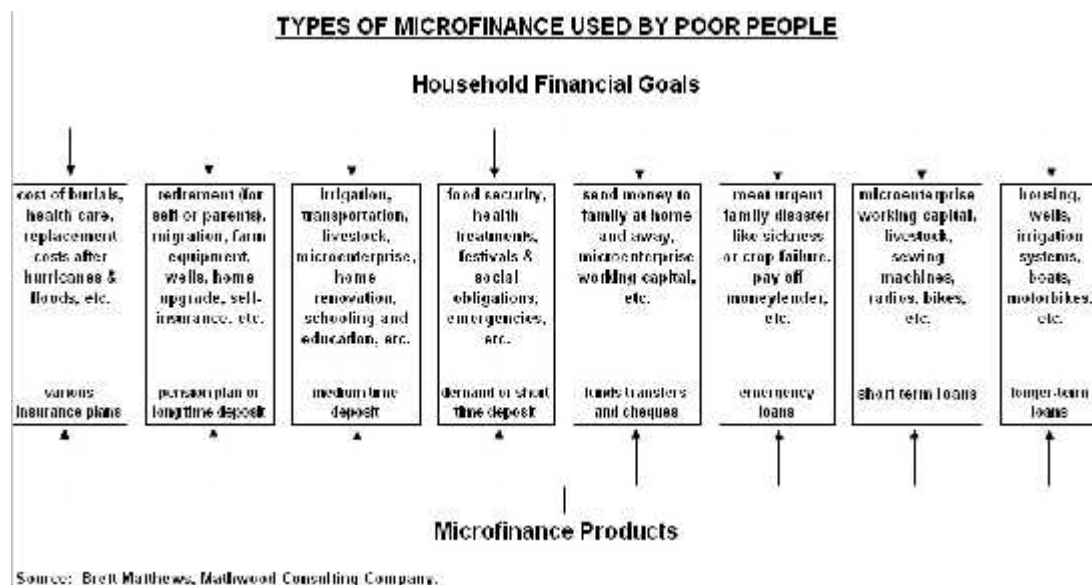 TYPES OF MICROFINANCE USED BY POOR PEOPLE
Household Financial Goals
cost of burials,
health care,
replacement
costs after
hurricanes &
floods, etc.
various
insurance plans
retirement (for
self or parents),
migration, farm
equipment,
wells, home
upgrade, self-
insurance, etc.
pension plan or
long time deposit
irrigation,
transportation,
livestock,
microenterprise,
home
renovation,
schooling and
education, etc.
medium time
deposit
food security,
health
treatments,
festivals &
social
obligations,
emergencies,
etc.
demand or short
time deposit
send money to
family at home
and away,
microenterprise
working capital,
etc.
funds transfers
and cheques
meet urgent
family disaster
like sickness
or crop failure,
pay off
moneylender,
etc.
emergency
loans
microenterprise
working capital,
livestock,
sewing
machines,
radios, bikes,
etc.
short term loans
housing,
wells,
irrigation
systems,
boats,
motorbikes,
etc.
longer-term
loans
Microfinance Products
Source: Brett Matthews, Mathwood Consulting Company.